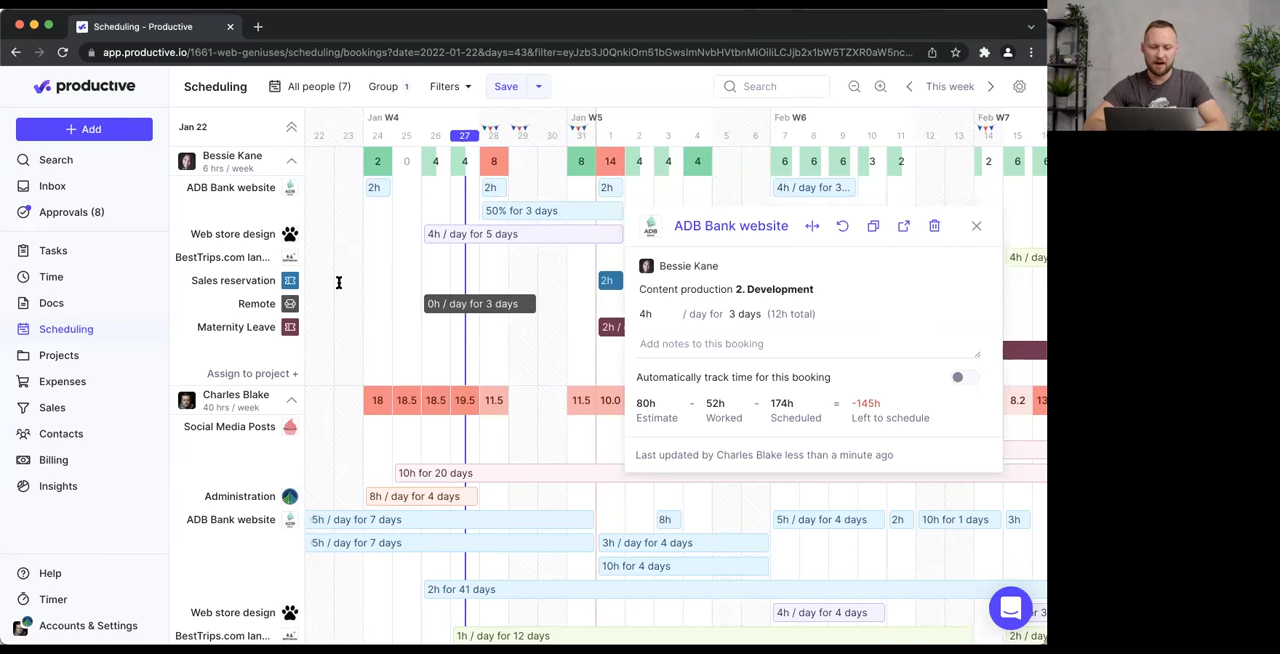 Scheduling - Productive
app.productive.io/1661-web-geniuses/scheduling/bookings?date=2022-01-22&days=43&filter=eyJzb3J0QnkiOm51bGwsImNvbHVtbnMiOiIiLCJjb2x1bW5TZXR0aW5nc...
productive
Scheduling
All people (7)
Group 1
Filters
Save
Search
This week
Add
Search
Inbox
Approvals (8)
Tasks
Time
Docs
Scheduling
Projects
Expenses
Sales
Contacts
Billing
Insights
Help
Timer
Accounts & Settings
Jan 22
Jan W4
Jan W5
Feb W6
Feb W7
22 23 24 25 26 27 28 29 30 31 1 2 3 4 5 6 7 8 9 10 11 12 13 14 15 16
Bessie Kane
6 hrs / week
2 0 4 4 8 8 14 4 4 4 6 6 6 3 2 2 6
ADB Bank website
ADB
2h 2h 2h 4h / day for 3...
50% for 3 days
Web store design
4h / day for 5 days
BestTrips.com lan...
4h / day
Sales reservation
2h
Remote
0h / day for 3 days
Maternity Leave
2h /
Assign to project +
Charles Blake
40 hrs / week
18 18.5 18.5 19.5 11.5 11.5 10.0 8.2 13
Social Media Posts
10h for 20 days
Administration
8h / day for 4 days
ADB Bank website
ADB
5h / day for 7 days 8h 5h / day for 4 days 2h 10h for 1 days 3h
5h / day for 7 days 3h / day for 4 days
10h for 4 days
2h for 41 days
Web store design
4h / day for 4 days
r 3
BestTrips.com lan...
1h / day for 12 days
2h / day
ADB
ADB Bank website
Bessie Kane
Content production 2. Development
4h / day for 3 days (12h total)
Add notes to this booking
Automatically track time for this booking
80h - 52h - 174h = -145h
Estimate Worked Scheduled Left to schedule
Last updated by Charles Blake less than a minute ago